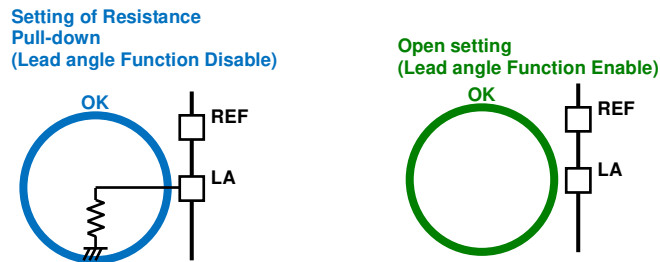 Setting of Resistance
Pull-down
(Lead angle Function Disable)
OK
REF
LA
Open setting
(Lead angle Function Enable)
OK
REF
LA